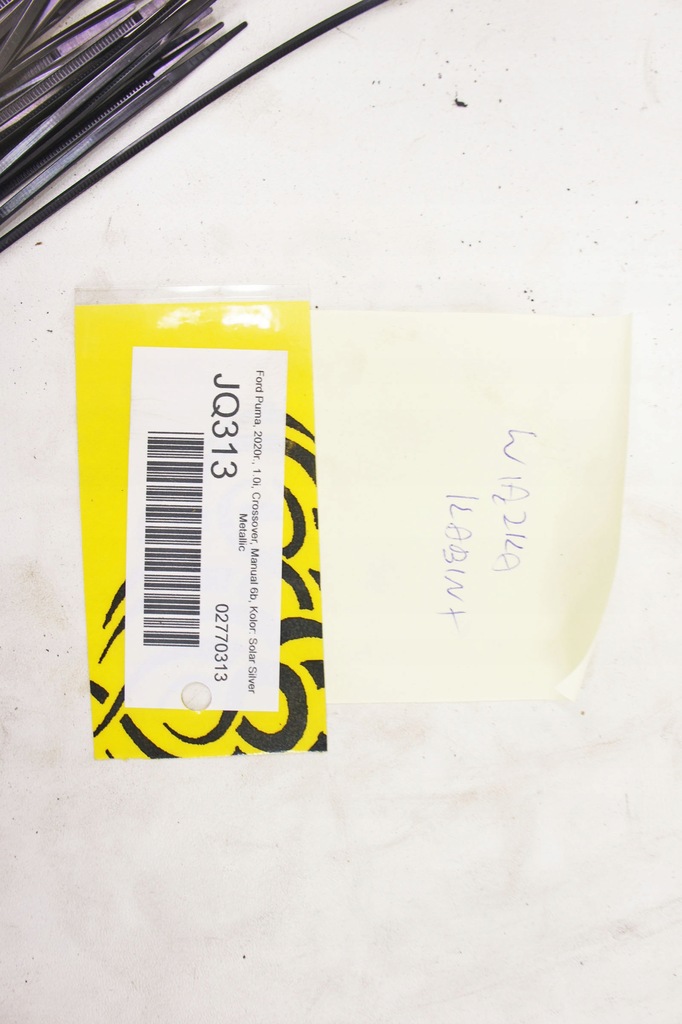 Ford Puma, 2020r., 1.0i, Crossover, Manual 6b, Kolor: Solar Silver
Metallic
JQ313
02770313
WIĄZKA
KABINY